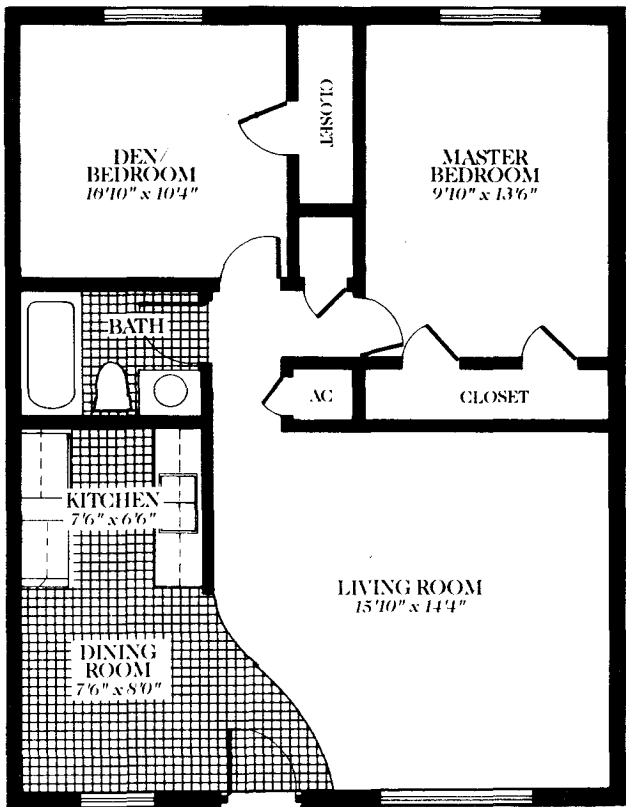 DEN/
BEDROOM
10'10" x 10'4"
CLOSET
MASTER
BEDROOM
9'10" x 13'6"
BATH
AC
CLOSET
KITCHEN
7'6" x 6'6"
LIVING ROOM
15'10" x 14'4"
DINING
ROOM
7'6" x 8'0"